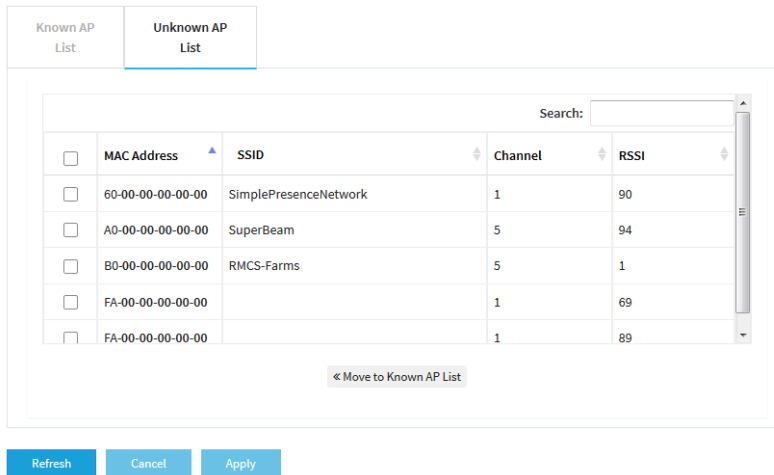 Known AP
List
Unknown AP
List
Search:
MAC Address SSID Channel RSSI
60-00-00-00-00-00 SimplePresenceNetwork 1 90
A0-00-00-00-00-00 SuperBeam 5 94
B0-00-00-00-00-00 RMCS-Farms 5 1
FA-00-00-00-00-00 1 69
FA-00-00-00-00-00 1 89
« Move to Known AP List
Refresh Cancel Apply